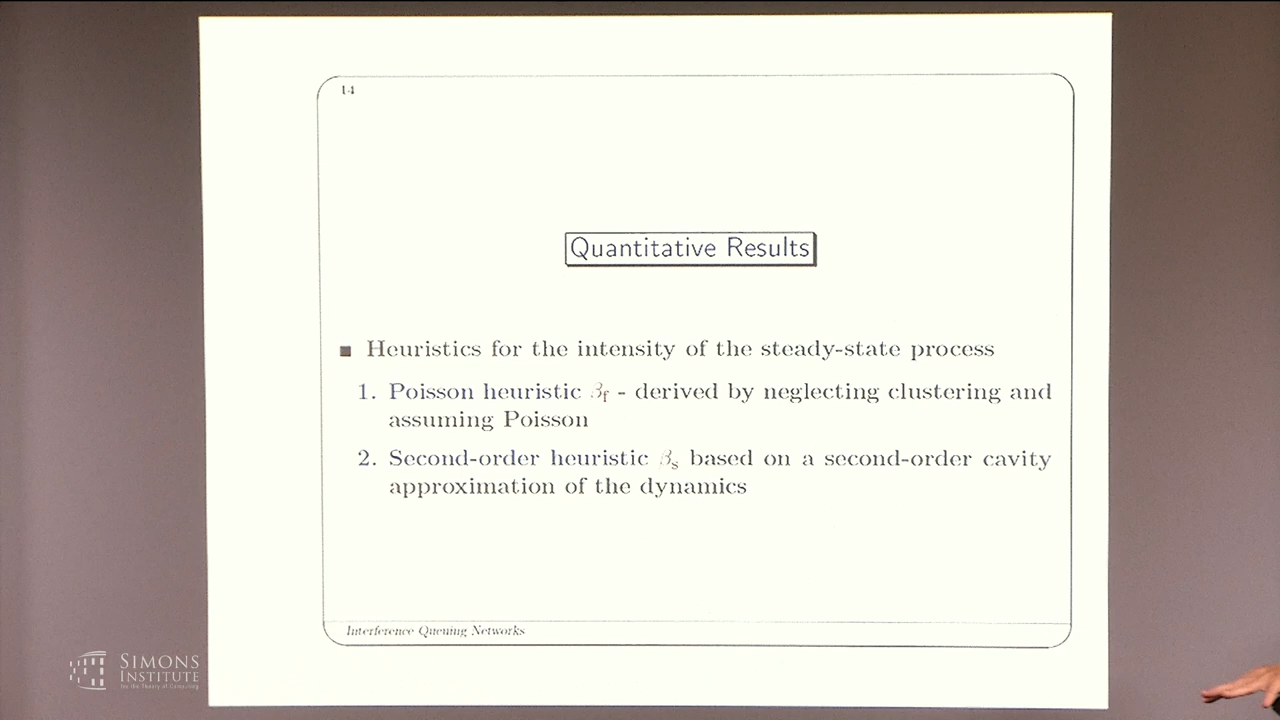 14
Quantitative Results
■ Heuristics for the intensity of the steady-state process
1. Poisson heuristic βf - derived by neglecting clustering and
assuming Poisson
2. Second-order heuristic βs based on a second-order cavity
approximation of the dynamics
Interference Queuing Networks
SIMONS
INSTITUTE
for the Theory of Computing